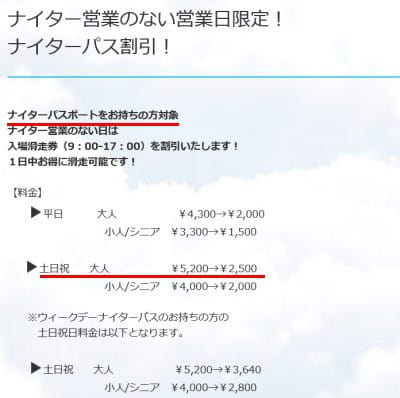 ナイター営業のない営業日限定！
ナイターパス割引！
ナイターパスポートをお持ちの方対象
ナイター営業のない日は
入場滑走券（9：00-17：00）を割引いたします！
１日中お得に滑走可能です！
【料金】
▶平日 大人 ￥4,300→￥2,000
小人/シニア ￥3,300→￥1,500
▶土日祝 大人 ￥5,200→￥2,500
小人/シニア ￥4,000→￥2,000
※ウィークデーナイターパスのお持ちの方の
土日祝日料金は以下となります。
▶土日祝 大人 ￥5,200→￥3,640
小人/シニア ￥4,000→￥2,800